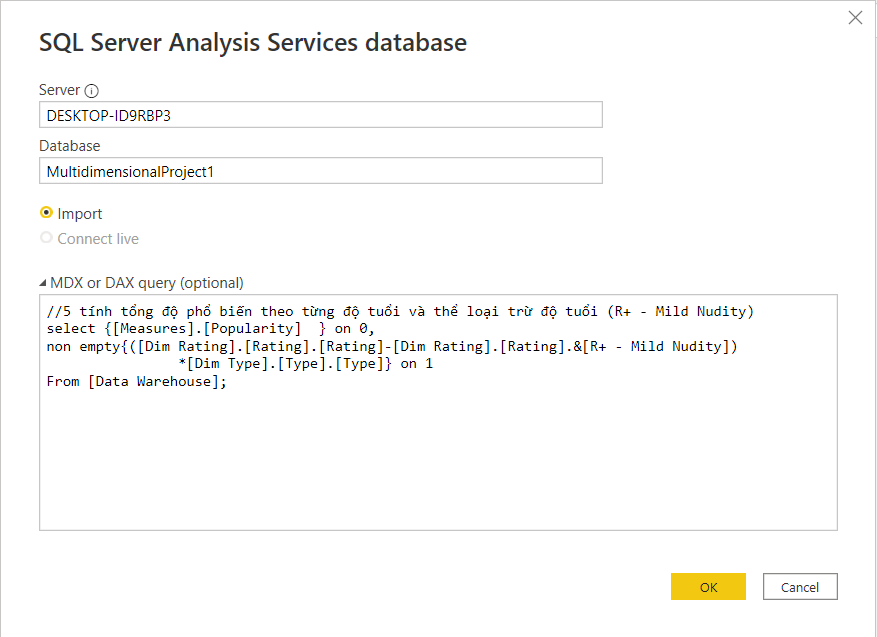 SQL Server Analysis Services database
Server
DESKTOP-ID9RBP3
Database
MultidimensionalProject1
Import
Connect live
MDX or DAX query (optional)
//5 tính tổng độ phổ biến theo từng độ tuổi và thể loại trừ độ tuổi (R+ - Mild Nudity)
select {[Measures].[Popularity]  } on 0,
non empty{([Dim Rating].[Rating].[Rating]-[Dim Rating].[Rating].&[R+ - Mild Nudity])
*[Dim Type].[Type].[Type]} on 1
From [Data Warehouse];
OK
Cancel